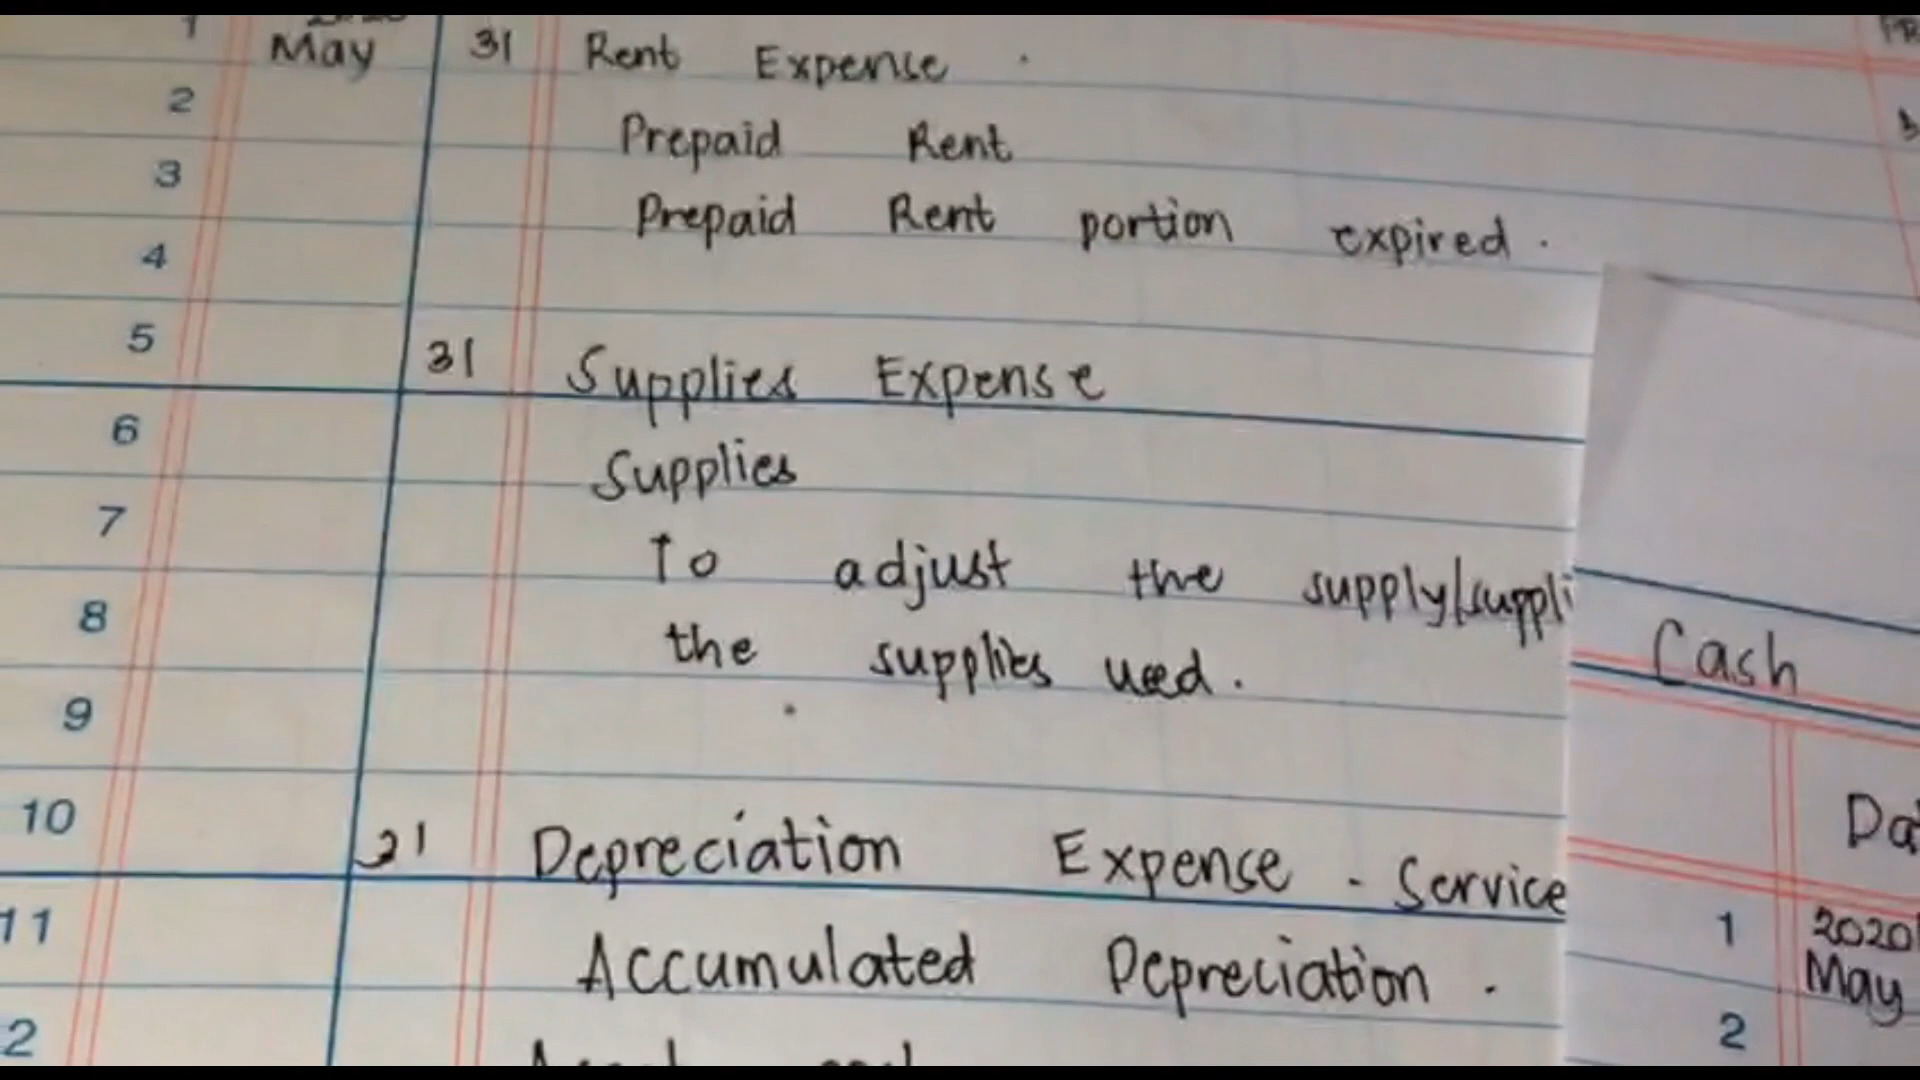 1 May 31 Rent Expense
2 Prepaid Rent
3 Prepaid Rent portion expired.
4
5 31 Supplies Expense
6 Supplies
7 To adjust the supply/suppli
8 the supplies used.
9
10 31 Depreciation Expense - Service
11 Accumulated Depreciation.
2
Cash
Da
1 2020
May
2